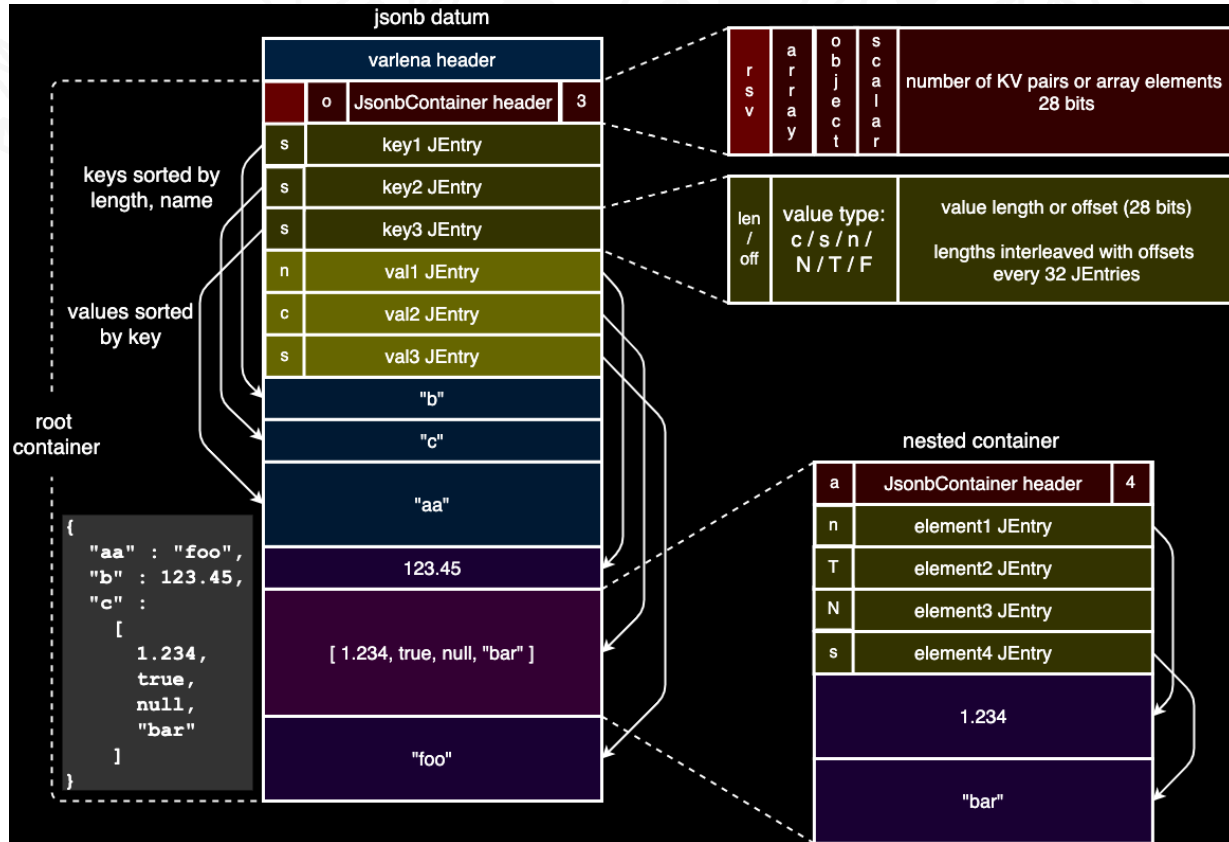 jsonb datum
varlena header
o JsonbContainer header 3
s key1 JEntry
s key2 JEntry
s key3 JEntry
n val1 JEntry
c val2 JEntry
s val3 JEntry
"b"
"c"
"aa"
123.45
[ 1.234, true, null, "bar" ]
"foo"
keys sorted by
length, name
values sorted
by key
root
container
{
"aa" : "foo",
"b" : 123.45,
"c" :
[
1.234,
true,
null,
"bar"
]
}
rsv
array
object
scalar
number of KV pairs or array elements
28 bits
len
/
off
value type:
c / s / n /
N / T / F
value length or offset (28 bits)
lengths interleaved with offsets
every 32 JEntries
nested container
a JsonbContainer header 4
n element1 JEntry
T element2 JEntry
N element3 JEntry
s element4 JEntry
1.234
"bar"